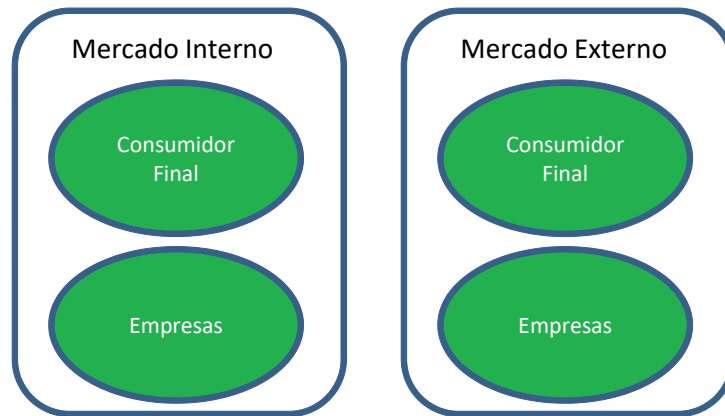 Mercado Interno
Consumidor
Final
Empresas
Mercado Externo
Consumidor
Final
Empresas